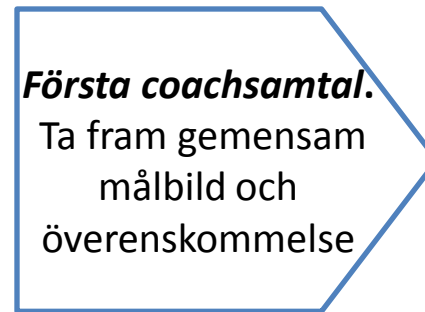 Första coachsamtal.
Ta fram gemensam
målbild och
överenskommelse